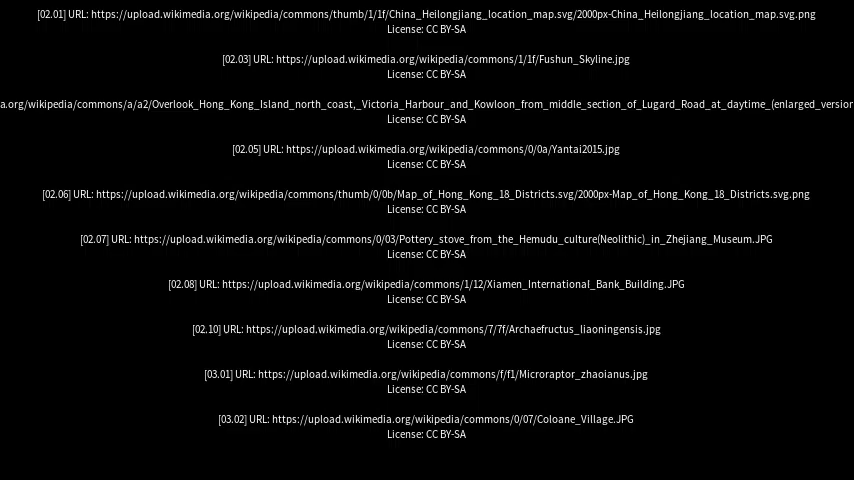 [02.01] URL: https://upload.wikimedia.org/wikipedia/commons/thumb/1/1f/China_Heilongjiang_location_map.svg/2000px-China_Heilongjiang_location_map.svg.png
License: CC BY-SA
[02.03] URL: https://upload.wikimedia.org/wikipedia/commons/1/1f/Fushun_Skyline.jpg
License: CC BY-SA
a.org/wikipedia/commons/a/a2/Overlook_Hong_Kong_Island_north_coast,_Victoria_Harbour_and_Kowloon_from_middle_section_of_Lugard_Road_at_daytime_(enlarged_version
License: CC BY-SA
[02.05] URL: https://upload.wikimedia.org/wikipedia/commons/0/0a/Yantai2015.jpg
License: CC BY-SA
[02.06] URL: https://upload.wikimedia.org/wikipedia/commons/thumb/0/0b/Map_of_Hong_Kong_18_Districts.svg/2000px-Map_of_Hong_Kong_18_Districts.svg.png
License: CC BY-SA
[02.07] URL: https://upload.wikimedia.org/wikipedia/commons/0/03/Pottery_stove_from_the_Hemudu_culture(Neolithic)_in_Zhejiang_Museum.JPG
License: CC BY-SA
[02.08] URL: https://upload.wikimedia.org/wikipedia/commons/1/12/Xiamen_International_Bank_Building.JPG
License: CC BY-SA
[02.10] URL: https://upload.wikimedia.org/wikipedia/commons/7/7f/Archaefructus_liaoningensis.jpg
License: CC BY-SA
[03.01] URL: https://upload.wikimedia.org/wikipedia/commons/f/f1/Microraptor_zhaoianus.jpg
License: CC BY-SA
[03.02] URL: https://upload.wikimedia.org/wikipedia/commons/0/07/Coloane_Village.JPG
License: CC BY-SA